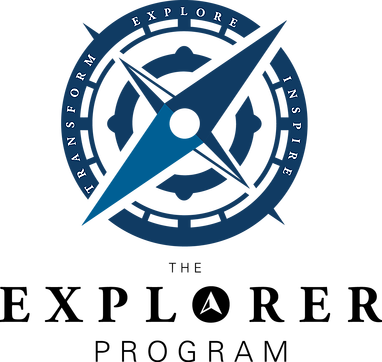 TRANSFORM
EXPLORE
INSPIRE
THE
EXPLORER
PROGRAM